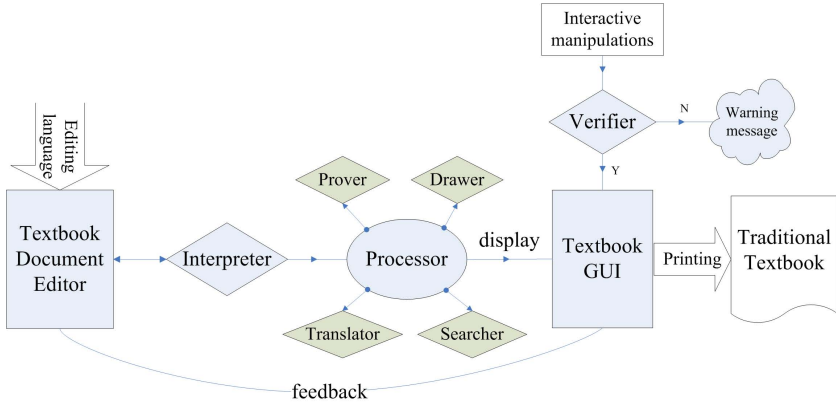 Interactive
manipulations
Verifier
N
Warning
message
Y
Editing
language
Prover
Drawer
Textbook
Document
Editor
Interpreter
Processor
display
Textbook
GUI
Printing
Traditional
Textbook
Translator
Searcher
feedback